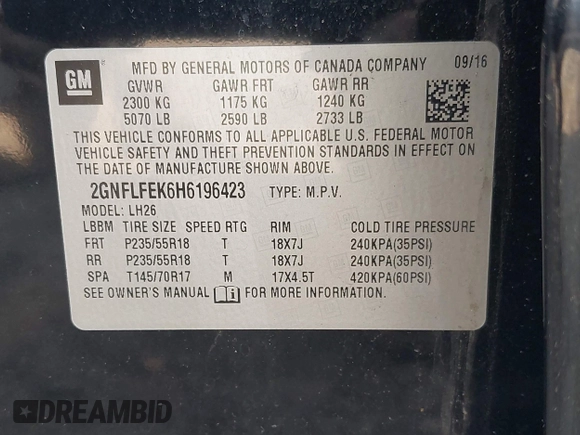 GM
MFD BY GENERAL MOTORS OF CANADA COMPANY 09/16
GVWR GAWR FRT GAWR RR
2300 KG 1175 KG 1240 KG
5070 LB 2590 LB 2733 LB
THIS VEHICLE CONFORMS TO ALL APPLICABLE U.S. FEDERAL MOTOR
VEHICLE SAFETY AND THEFT PREVENTION STANDARDS IN EFFECT ON
THE DATE OF MANUFACTURE SHOWN ABOVE.
2GNFLFEK6H6196423 TYPE: M.P.V.
MODEL: LH26
LBBM TIRE SIZE SPEED RTG RIM COLD TIRE PRESSURE
FRT P235/55R18 T 18X7J 240KPA(35PSI)
RR P235/55R18 T 18X7J 240KPA(35PSI)
SPA T145/70R17 M 17X4.5T 420KPA(60PSI)
SEE OWNER'S MANUAL FOR MORE INFORMATION.
DREAMBID